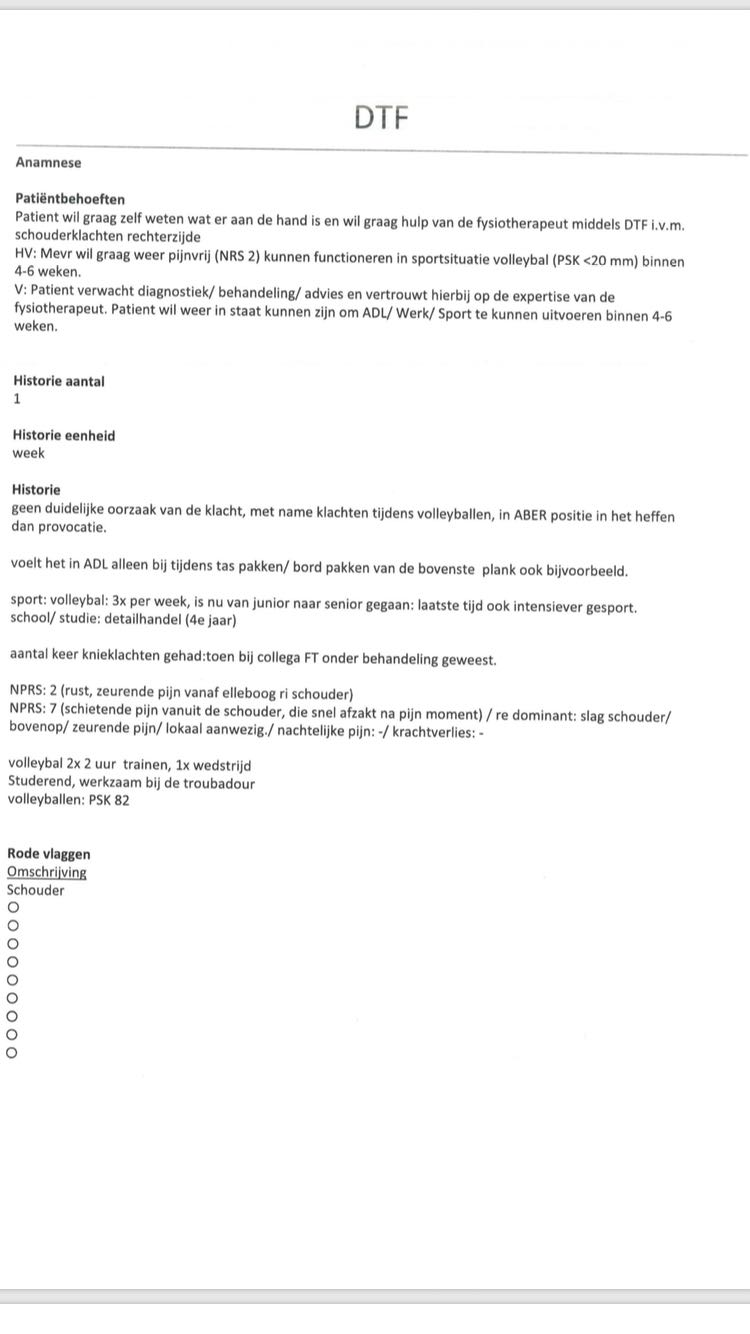 DTF
Anamnese
Patiëntbehoeften
Patient wil graag zelf weten wat er aan de hand is en wil graag hulp van de fysiotherapeut middels DTF i.v.m.
schouderklachten rechterzijde
HV: Mevr wil graag weer pijnvrij (NRS 2) kunnen functioneren in sportsituatie volleybal (PSK <20 mm) binnen
4-6 weken.
V: Patient verwacht diagnostiek/ behandeling/ advies en vertrouwt hierbij op de expertise van de
fysiotherapeut. Patient wil weer in staat kunnen zijn om ADL/ Werk/ Sport te kunnen uitvoeren binnen 4-6
weken.
Historie aantal
1
Historie eenheid
week
Historie
geen duidelijke oorzaak van de klacht, met name klachten tijdens volleyballen, in ABER positie in het heffen
dan provocatie.
voelt het in ADL alleen bij tijdens tas pakken/ bord pakken van de bovenste plank ook bijvoorbeeld.
sport: volleybal: 3x per week, is nu van junior naar senior gegaan: laatste tijd ook intensiever gesport.
school/ studie: detailhandel (4e jaar)
aantal keer knieklachten gehad:toen bij collega FT onder behandeling geweest.
NPRS: 2 (rust, zeurende pijn vanaf elleboog ri schouder)
NPRS: 7 (schietende pijn vanuit de schouder, die snel afzakt na pijn moment) / re dominant: slag schouder/
bovenop/ zeurende pijn/ lokaal aanwezig./ nachtelijke pijn: -/ krachtverlies: -
volleybal 2x 2 uur trainen, 1x wedstrijd
Studerend, werkzaam bij de troubadour
volleyballen: PSK 82
Rode vlaggen
Omschrijving
Schouder